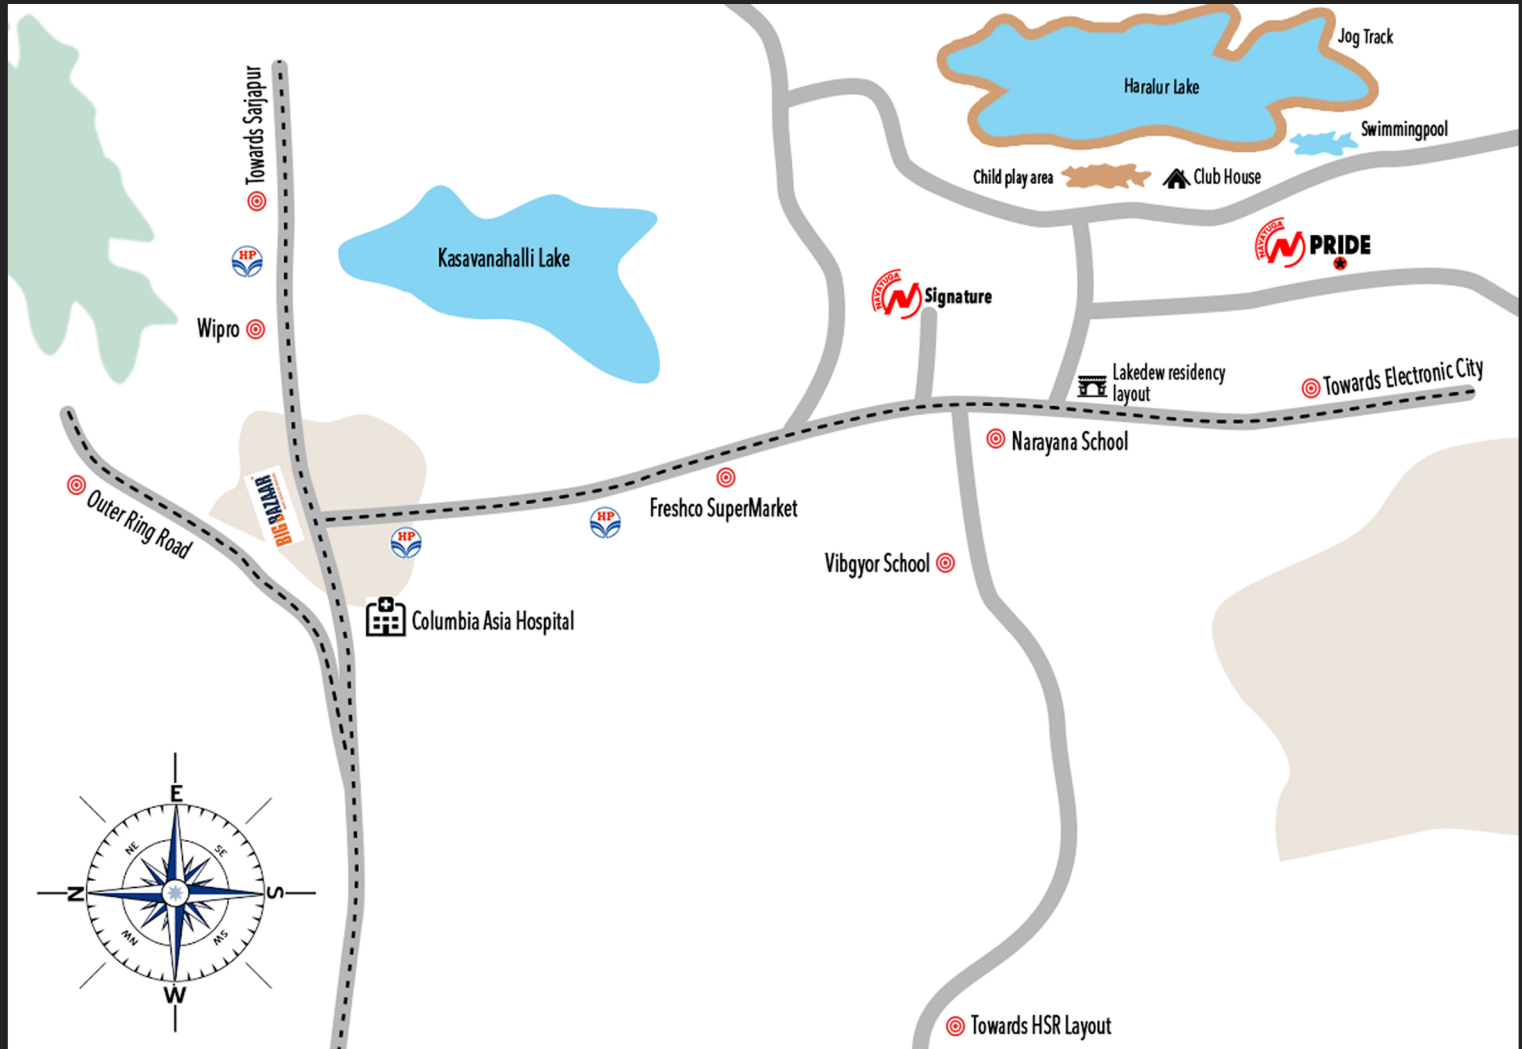 Jog Track
Haralur Lake
Towards Sarjapur
Swimmingpool
Child play area
Club House
NAVAYUGA
N PRIDE
HP
Kasavanahalli Lake
NAVAYUGA
N Signature
Wipro
Lakedew residency
layout
Towards Electronic City
Narayana School
Outer Ring Road
BIG BAZAAR
Freshco SuperMarket
HP
HP
Vibgyor School
Columbia Asia Hospital
E
NE
SE
N
S
NW
SW
W
Towards HSR Layout